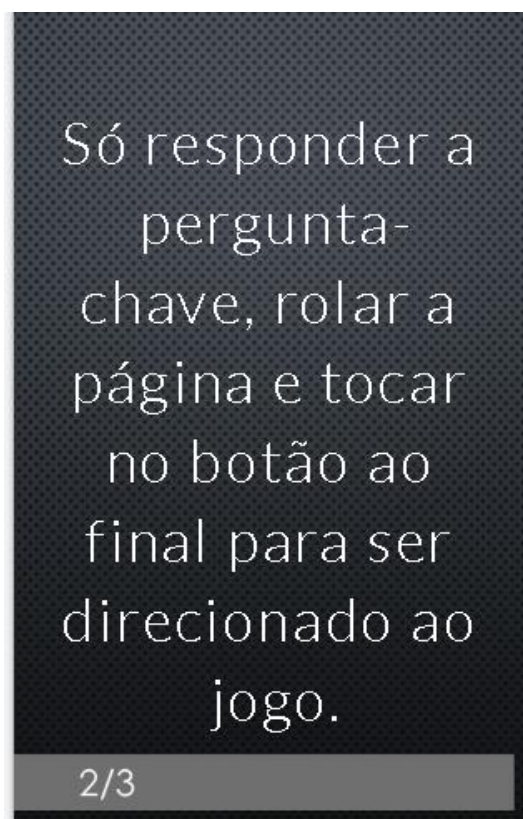 Só responder a
pergunta-
chave, rolar a
página e tocar
no botão ao
final para ser
direcionado ao
jogo.
2/3